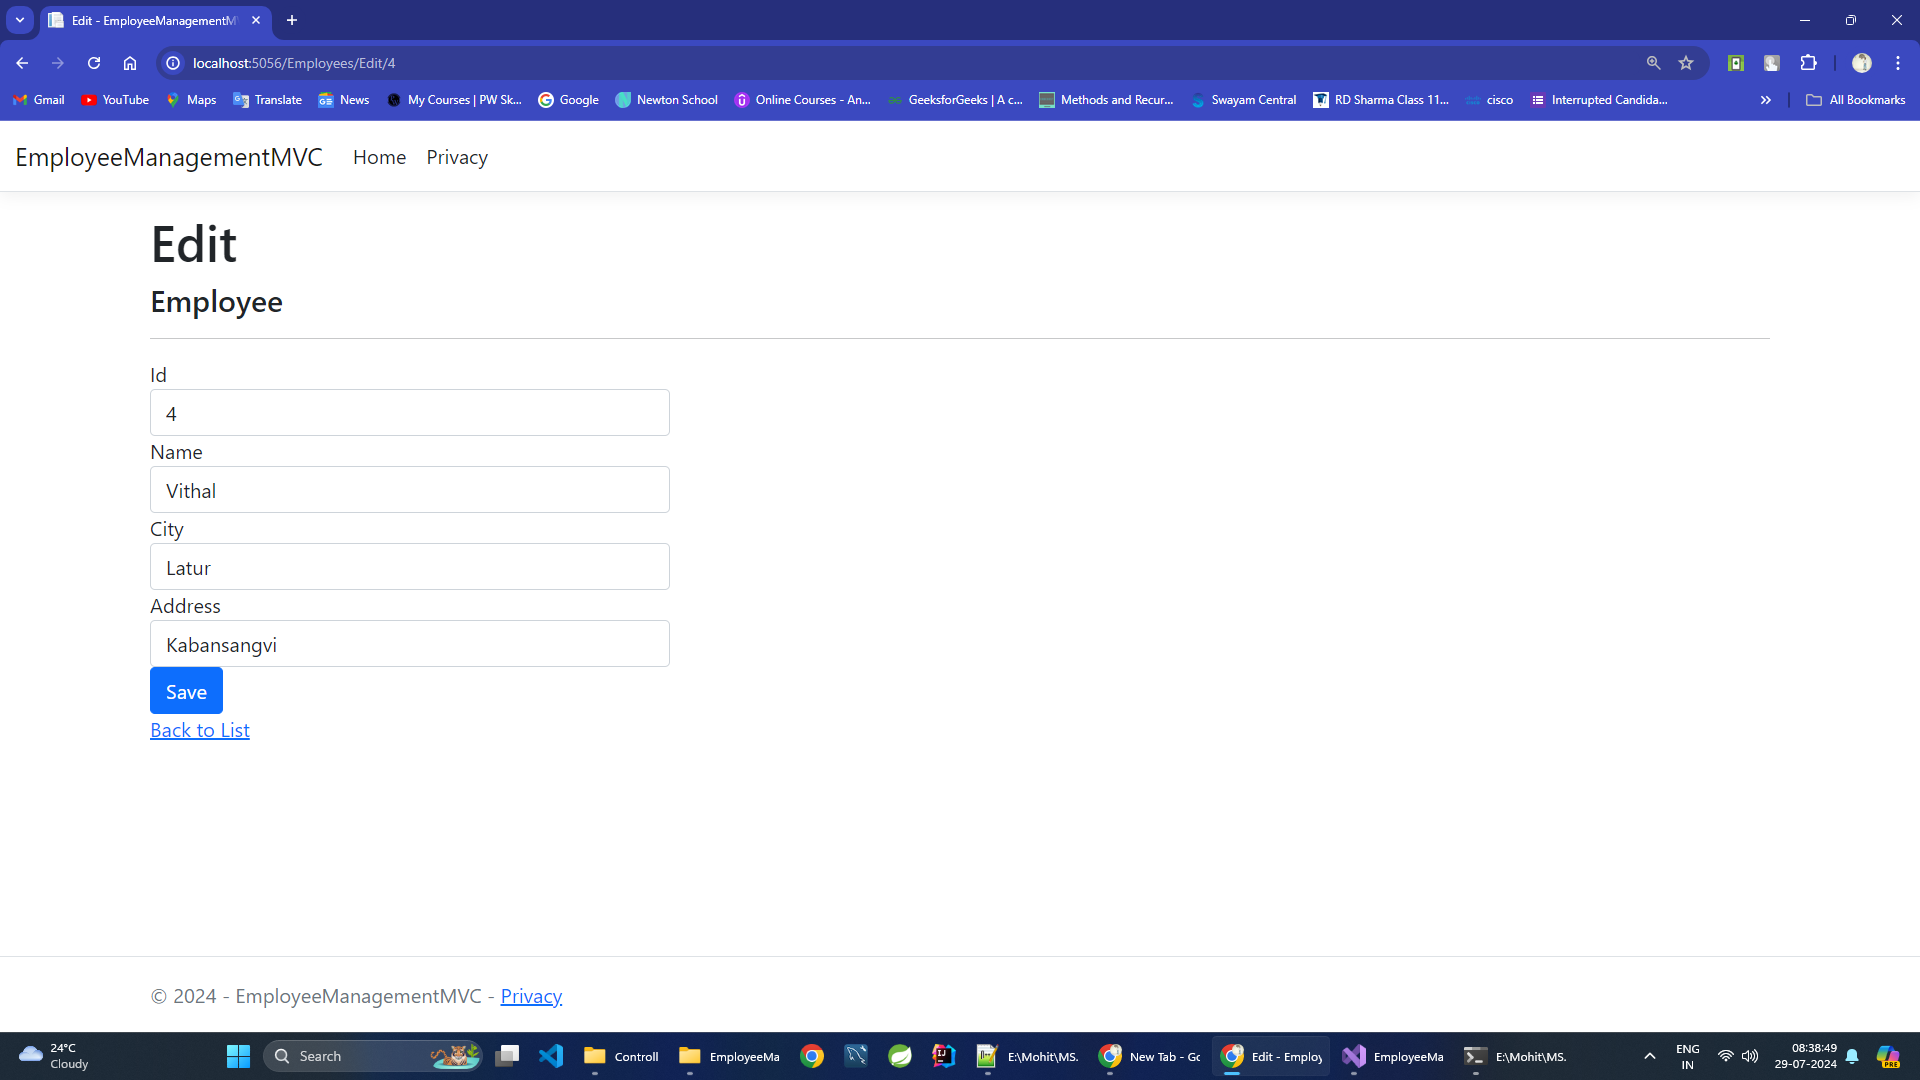 Edit - EmployeeManagementM
localhost:5056/Employees/Edit/4
Gmail YouTube Maps Translate News My Courses | PW Sk... Google Newton School Online Courses - An... GeeksforGeeks | A c... Methods and Recur... Swayam Central RD Sharma Class 11... cisco Interrupted Candida... All Bookmarks
EmployeeManagementMVC Home Privacy
Edit
Employee
Id
4
Name
Vithal
City
Latur
Address
Kabansangvi
Save
Back to List
© 2024 - EmployeeManagementMVC - Privacy
24°C
Cloudy
Search
Controll
EmployeeMa
E:\Mohit\MS.
New Tab - Go
Edit - Employ
EmployeeMa
E:\Mohit\MS.
ENG
IN
08:38:49
29-07-2024
PRE